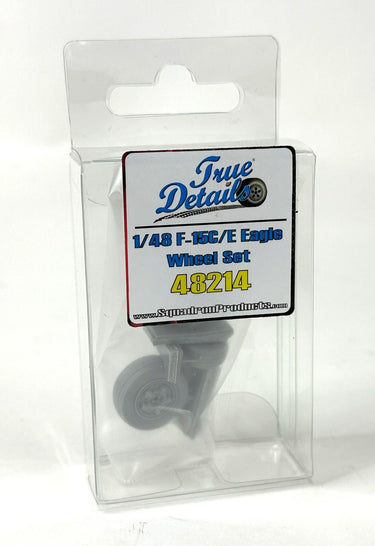 True
Details
1/48 F-15C/E Eagle
Wheel Set
48214
www.SquadronProducts.com